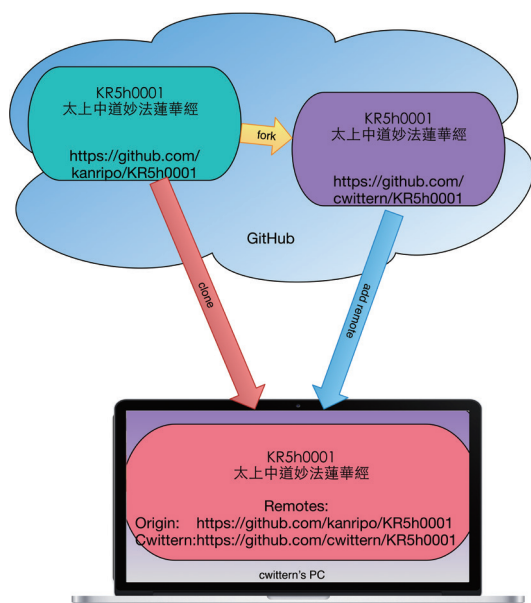 KR5h0001
太上中道妙法蓮華經
https://github.com/
kanripo/KR5h0001
fork
KR5h0001
太上中道妙法蓮華經
https://github.com/
cwittern/KR5h0001
GitHub
clone
add remote
KR5h0001
太上中道妙法蓮華經
Remotes:
Origin: https://github.com/kanripo/KR5h0001
Cwittern:https://github.com/cwittern/KR5h0001
cwittern's PC